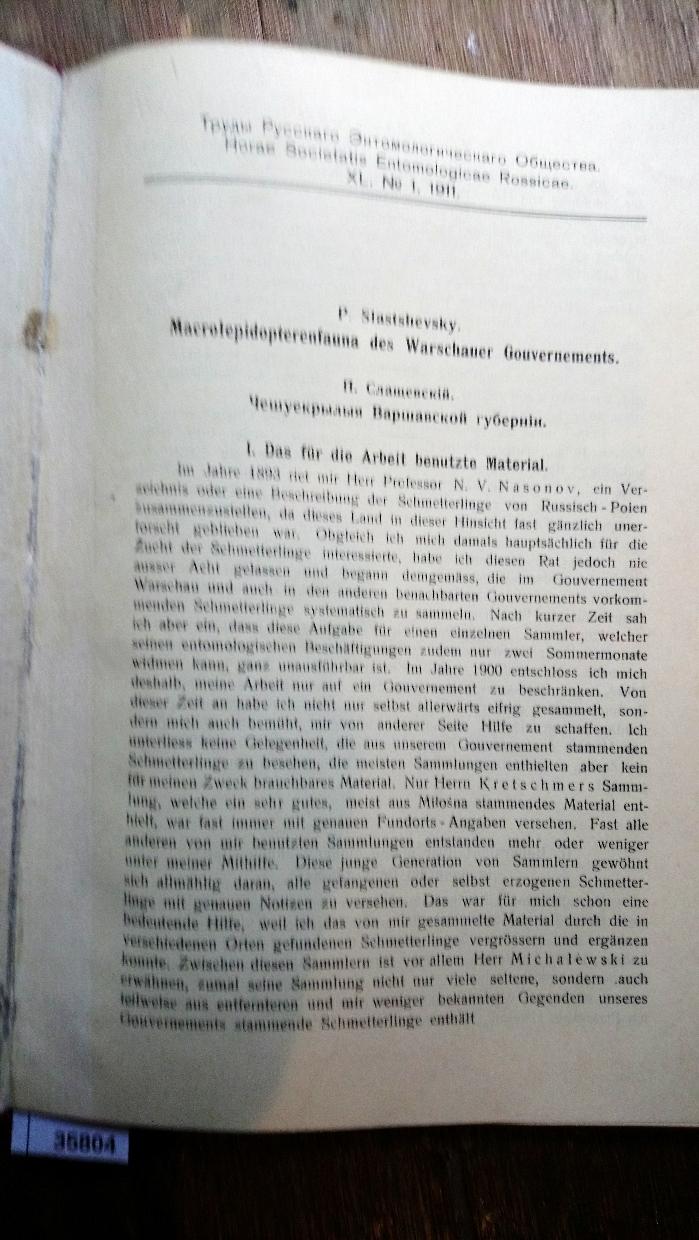 Труды Русскаго Энтомологическаго Общества.
Horae Societatis Entomologicae Rossicae.
XL. № 1, 1911.
P. Slastshevsky.
Macrolepidopterenfauna des Warschauer Gouvernements.
П. Слащевскій.
Чешуекрылыя Варшавской губерніи.
I. Das für die Arbeit benutzte Material.
Im Jahre 1893 riet mir Herr Professor N. V. Nasonov, ein Ver-
zeichnis oder eine Beschreibung der Schmetterlinge von Russisch-Polen
zusammenzustellen, da dieses Land in dieser Hinsicht fast gänzlich uner-
forscht geblieben war. Obgleich ich mich damals hauptsächlich für die
Zucht der Schmetterlinge interessierte, habe ich diesen Rat jedoch nie
ausser Acht gelassen und begann demgemäss, die im Gouvernement
Warschau und auch in den anderen benachbarten Gouvernements vorkom-
menden Schmetterlinge systematisch zu sammeln. Nach kurzer Zeit sah
ich aber ein, dass diese Aufgabe für einen einzelnen Sammler, welcher
seinen entomologischen Beschäftigungen zudem nur zwei Sommermonate
widmen kann, ganz unausführbar ist. Im Jahre 1900 entschloss ich mich
deshalb, meine Arbeit nur auf ein Gouvernement zu beschränken. Von
dieser Zeit an habe ich nicht nur selbst allerwärts eifrig gesammelt, son-
dern mich auch bemüht, mir von anderer Seite Hilfe zu schaffen. Ich
unterliess keine Gelegenheit, die aus unserem Gouvernement stammenden
Schmetterlinge zu besehen, die meisten Sammlungen enthielten aber kein
für meinen Zweck brauchbares Material. Nur Herrn Kretschmers Samm-
lung, welche ein sehr gutes, meist aus Miłosna stammendes Material ent-
hielt, war fast immer mit genauen Fundorts-Angaben versehen. Fast alle
anderen von mir benutzten Sammlungen entstanden mehr oder weniger
unter meiner Mithilfe. Diese junge Generation von Sammlern gewöhnt
sich allmählig daran, alle gefangenen oder selbst erzogenen Schmetter-
linge mit genauen Notizen zu versehen. Das war für mich schon eine
bedeutende Hilfe, weil ich das von mir gesammelte Material durch die in
verschiedenen Orten gefundenen Schmetterlinge vergrössern und ergänzen
konnte. Zwischen diesen Sammlern ist vor allem Herr Michalewski zu
erwähnen, zumal seine Sammlung nicht nur viele seltene, sondern auch
teilweise aus entfernteren und mir weniger bekannten Gegenden unseres
Gouvernements stammende Schmetterlinge enthält
35804